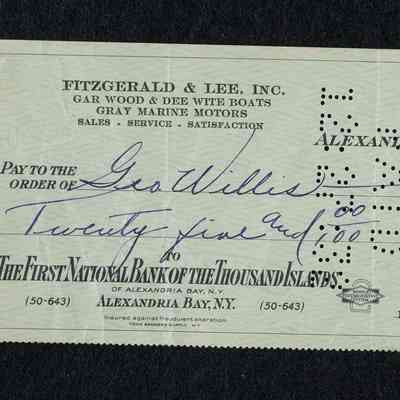 FITZGERALD & LEE, INC.
GAR WOOD & DEE WITE BOATS
GRAY MARINE MOTORS
SALES - SERVICE - SATISFACTION
ALEXAND
PAY TO THE
ORDER OF Geo Willis
Twenty five and 00/100
TO
THE FIRST NATIONAL BANK OF THE THOUSAND ISLANDS
OF ALEXANDRIA BAY, N.Y.
(50-643) ALEXANDRIA BAY, N.Y. (50-643)
Insured against fraudulent alteration